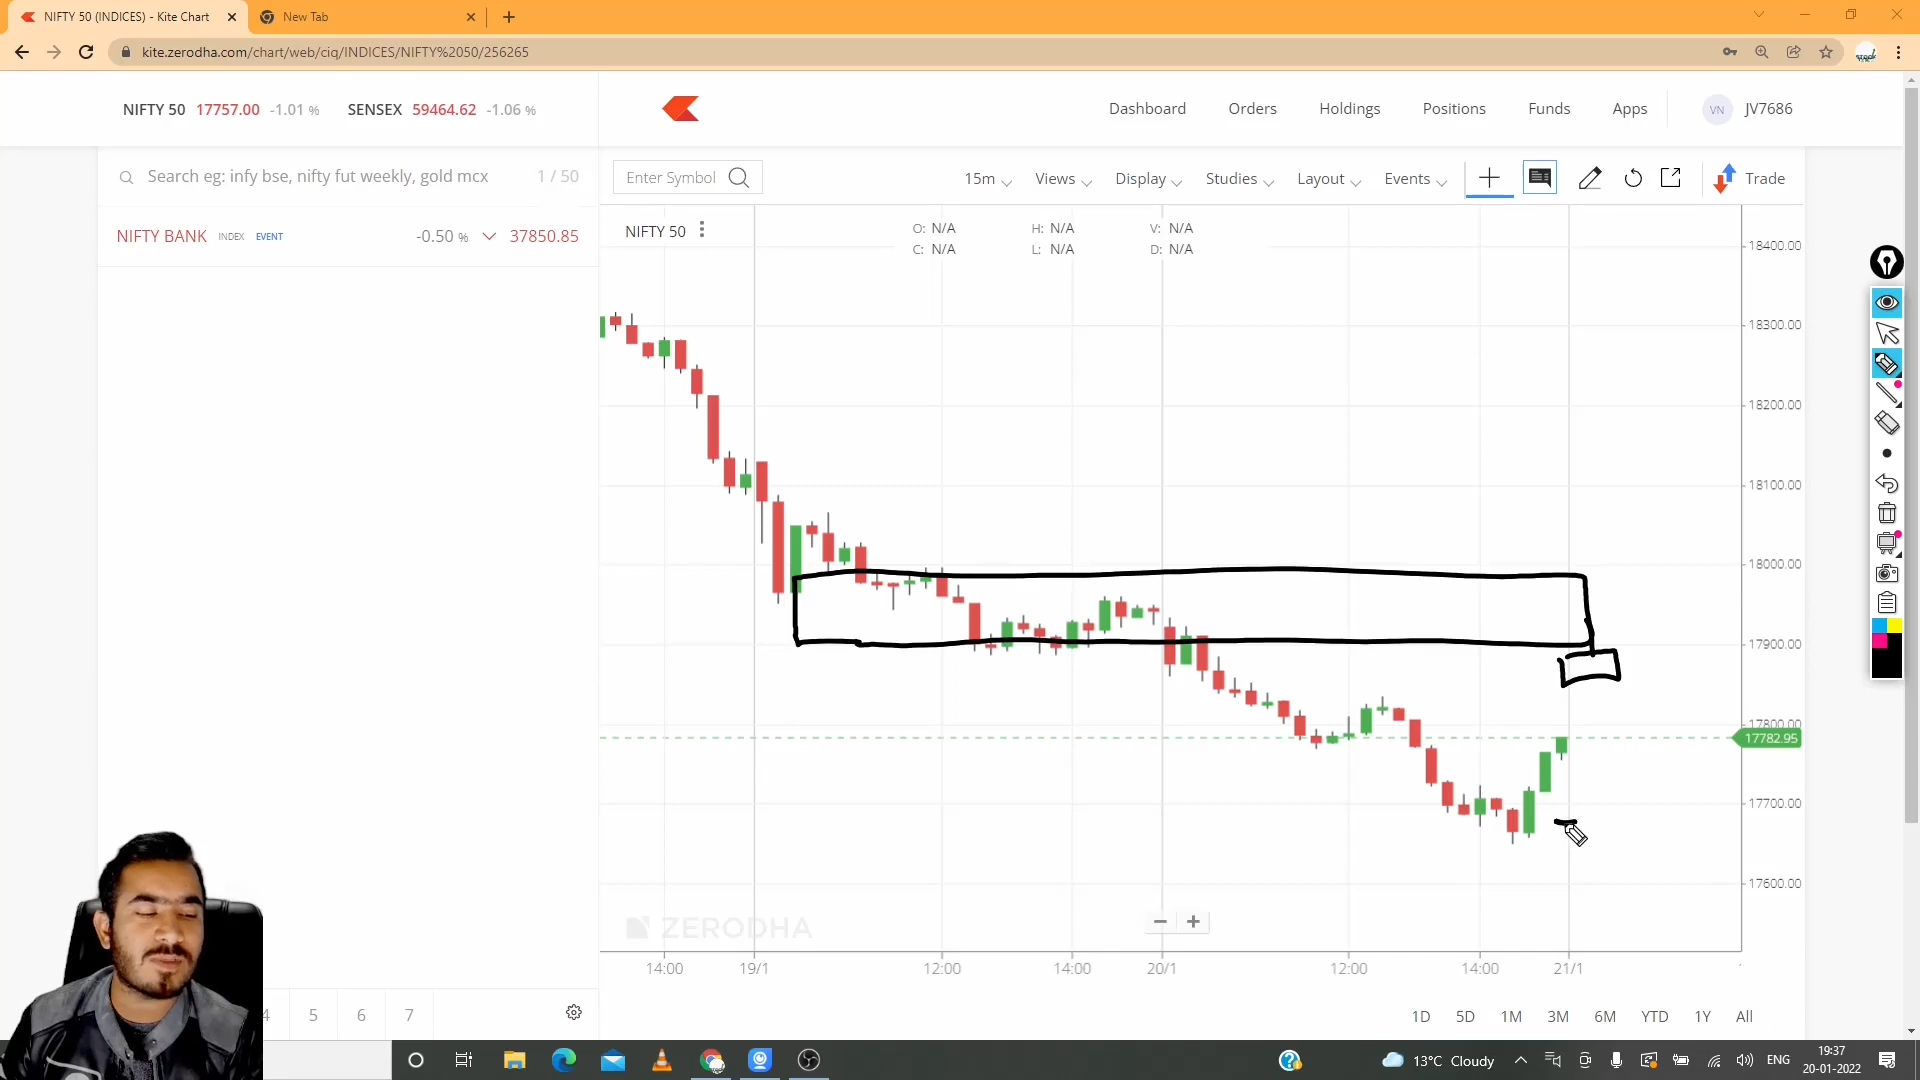 NIFTY 50 (INDICES) - Kite Chart
New Tab
kite.zerodha.com/chart/web/ciq/INDICES/NIFTY%2050/256265
NIFTY 50 17757.00 -1.01 % SENSEX 59464.62 -1.06 %
Dashboard Orders Holdings Positions Funds Apps VN JV7686
Search eg: infy bse, nifty fut weekly, gold mcx 1 / 50
Enter Symbol 15m Views Display Studies Layout Events Trade
NIFTY BANK INDEX EVENT -0.50 % 37850.85
NIFTY 50
O: N/A H: N/A V: N/A
C: N/A L: N/A D: N/A
18400.00
18300.00
18200.00
18100.00
18000.00
17900.00
17800.00
17782.95
17700.00
17600.00
ZERODHA
14:00 19/1 12:00 14:00 20/1 12:00 14:00 21/1
4 5 6 7
1D 5D 1M 3M 6M YTD 1Y All
13°C Cloudy ENG
19:37
20-01-2022